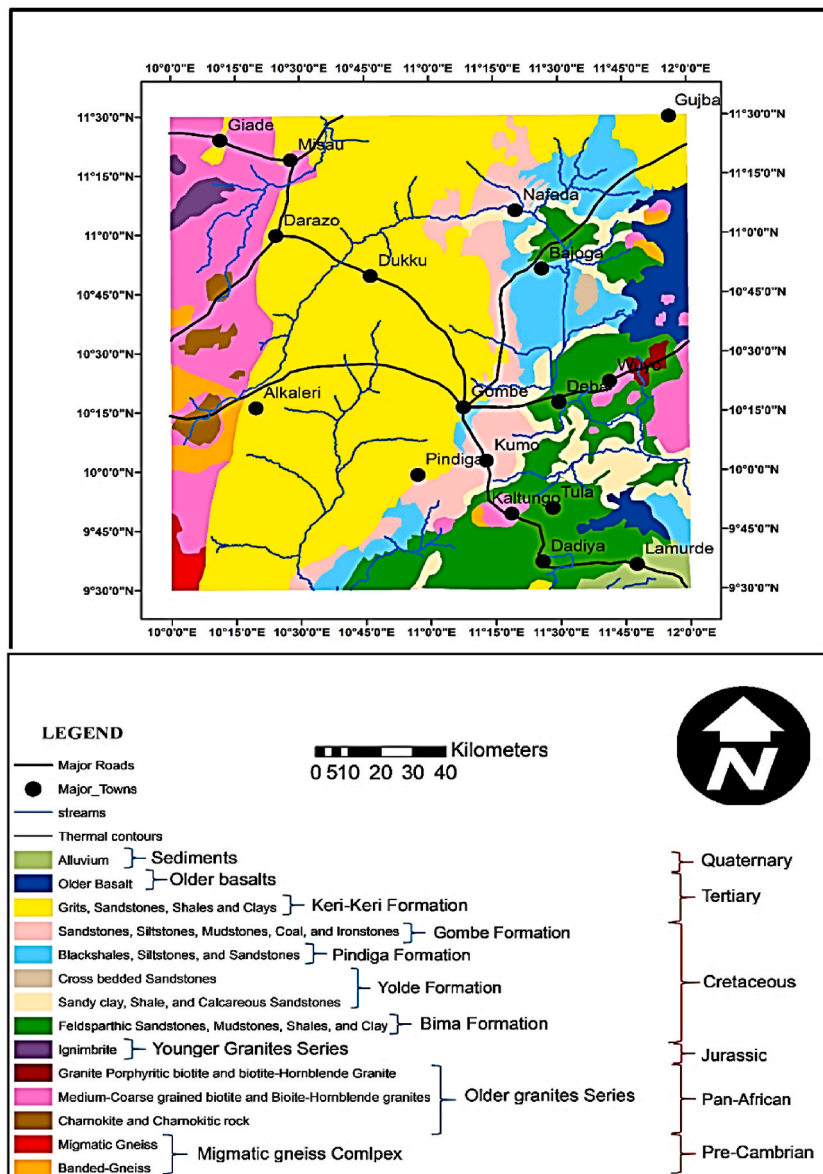 10°0'0"E 10°15'0"E 10°30'0"E 10°45'0"E 11°0'0"E 11°15'0"E 11°30'0"E 11°45'0"E 12°0'0"E
Gujba
11°30'0"N 11°30'0"N
Giade
Misau
11°15'0"N 11°15'0"N
Nafada
11°0'0"N Darazo 11°0'0"N
Bajoga
Dukku
10°45'0"N 10°45'0"N
10°30'0"N 10°30'0"N
Wuyo
Alkaleri Gombe Deba
10°15'0"N 10°15'0"N
Kumo
Pindiga
10°0'0"N 10°0'0"N
Kaltungo Tula
9°45'0"N 9°45'0"N
Dadiya Lamurde
9°30'0"N 9°30'0"N
10°0'0"E 10°15'0"E 10°30'0"E 10°45'0"E 11°0'0"E 11°15'0"E 11°30'0"E 11°45'0"E 12°0'0"E
LEGEND
Kilometers
0 5 10 20 30 40
N
Major Roads
Major_Towns
streams
Thermal contours
Alluvium Sediments Quaternary
Older Basalt Older basalts
Tertiary
Grits, Sandstones, Shales and Clays Keri-Keri Formation
Sandstones, Siltstones, Mudstones, Coal, and Ironstones Gombe Formation
Blackshales, Siltstones, and Sandstones Pindiga Formation
Cross bedded Sandstones
Yolde Formation Cretaceous
Sandy clay, Shale, and Calcareous Sandstones
Feldsparthic Sandstones, Mudstones, Shales, and Clay Bima Formation
Ignimbrite Younger Granites Series Jurassic
Granite Porphyritic biotite and biotite-Hornblende Granite
Medium-Coarse grained biotite and Bioite-Hornblende granites Older granites Series Pan-African
Charnokite and Charnokitic rock
Migmatic Gneiss
Migmatic gneiss Comlpex Pre-Cambrian
Banded-Gneiss